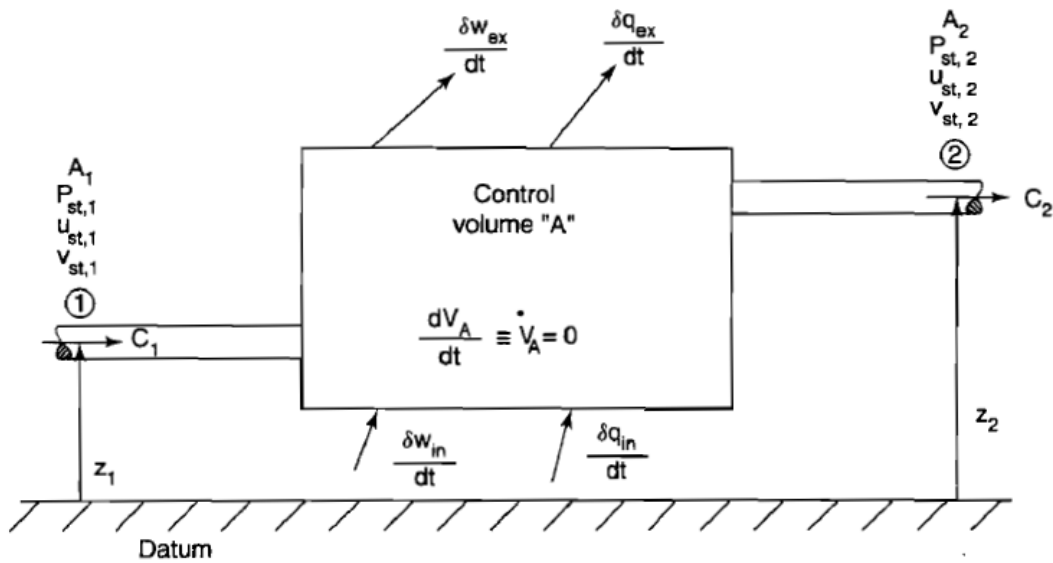 δw_ex
dt
δq_ex
dt
A_2
P_st, 2
u_st, 2
v_st, 2
②
C_2
A_1
P_st,1
u_st,1
v_st,1
①
C_1
Control
volume "A"
dV_A
dt
≡ V̇_A = 0
δw_in
dt
δq_in
dt
z_1
z_2
Datum